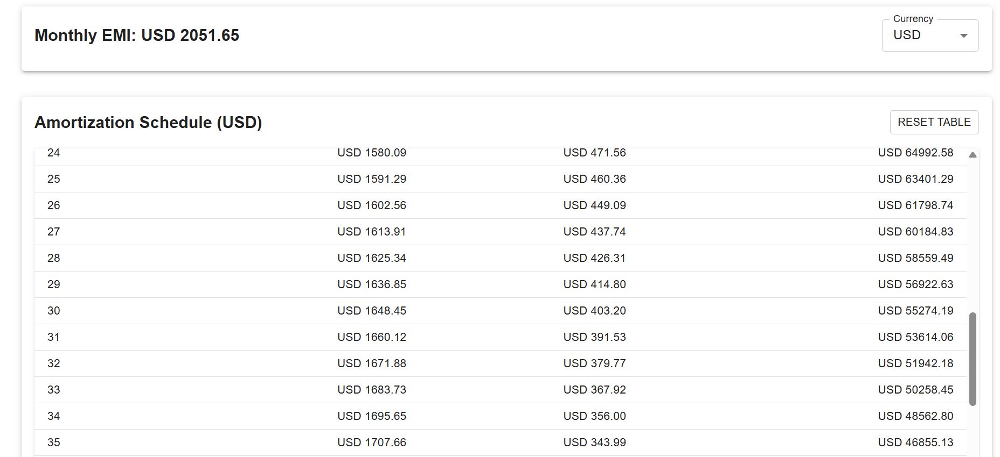 Currency
Monthly EMI: USD 2051.65
USD
Amortization Schedule (USD)
RESET TABLE
24 USD 1580.09 USD 471.56 USD 64992.58
25 USD 1591.29 USD 460.36 USD 63401.29
26 USD 1602.56 USD 449.09 USD 61798.74
27 USD 1613.91 USD 437.74 USD 60184.83
28 USD 1625.34 USD 426.31 USD 58559.49
29 USD 1636.85 USD 414.80 USD 56922.63
30 USD 1648.45 USD 403.20 USD 55274.19
31 USD 1660.12 USD 391.53 USD 53614.06
32 USD 1671.88 USD 379.77 USD 51942.18
33 USD 1683.73 USD 367.92 USD 50258.45
34 USD 1695.65 USD 356.00 USD 48562.80
35 USD 1707.66 USD 343.99 USD 46855.13